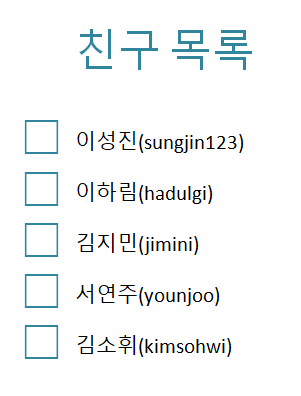 친구 목록
이성진(sungjin123)
이하림(hadulgi)
김지민(jimini)
서연주(younjoo)
김소휘(kimsohwi)